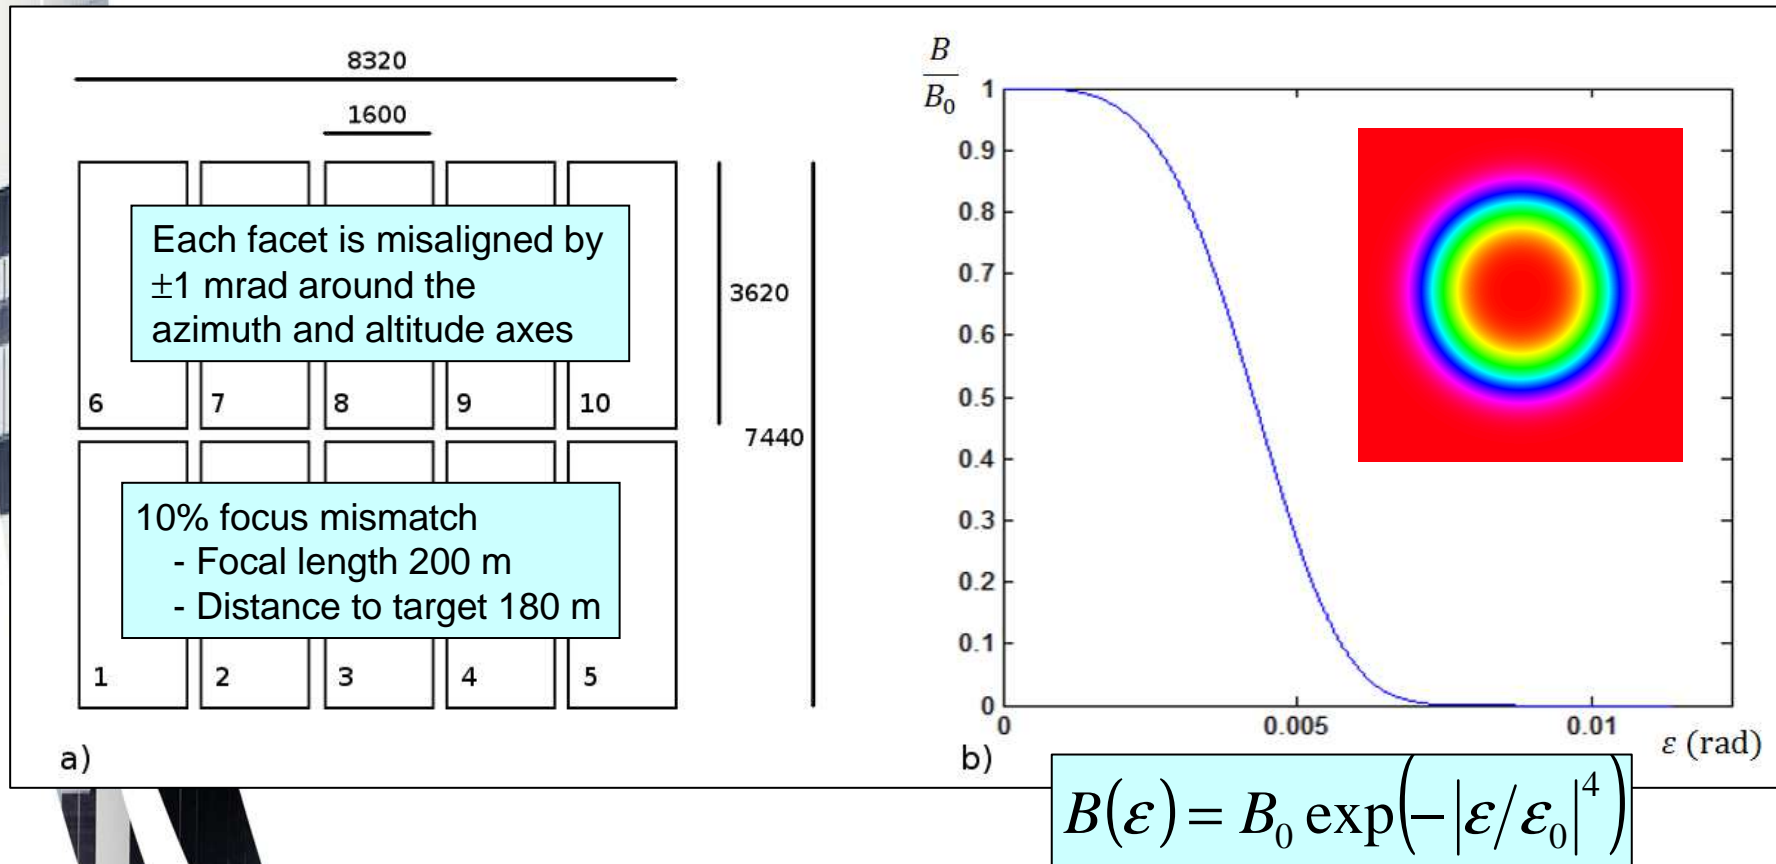 8320
1600
Each facet is misaligned by
±1 mrad around the
azimuth and altitude axes
3620
6 7 8 9 10
7440
10% focus mismatch
- Focal length 200 m
- Distance to target 180 m
1 2 3 4 5
a)
B/B₀
1
0.9
0.8
0.7
0.6
0.5
0.4
0.3
0.2
0.1
0
0 0.005 0.01
ε (rad)
b)
B(ε) = B₀ exp(−|ε/ε₀|⁴)